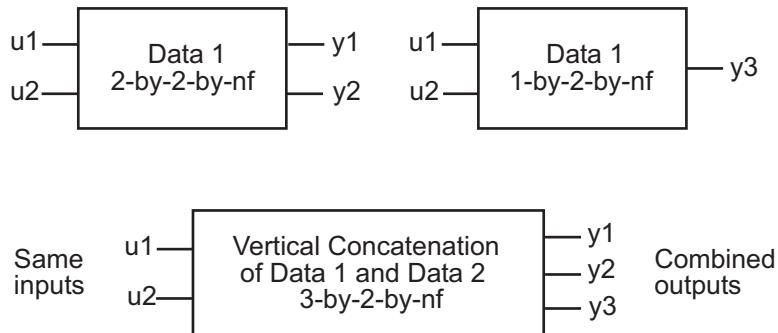 u1
u2
Data 1
2-by-2-by-nf
y1
y2
u1
u2
Data 1
1-by-2-by-nf
y3
Same
inputs
u1
u2
Vertical Concatenation
of Data 1 and Data 2
3-by-2-by-nf
y1
y2
y3
Combined
outputs